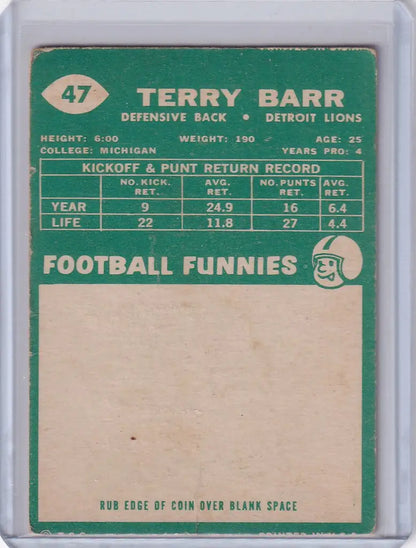 47
TERRY BARR
DEFENSIVE BACK • DETROIT LIONS
HEIGHT: 6:00 WEIGHT: 190 AGE: 25
COLLEGE: MICHIGAN YEARS PRO: 4
KICKOFF & PUNT RETURN RECORD
NO. KICK. RET. AVG. RET. NO. PUNTS RET. AVG. RET.
YEAR 9 24.9 16 6.4
LIFE 22 11.8 27 4.4
FOOTBALL FUNNIES
RUB EDGE OF COIN OVER BLANK SPACE